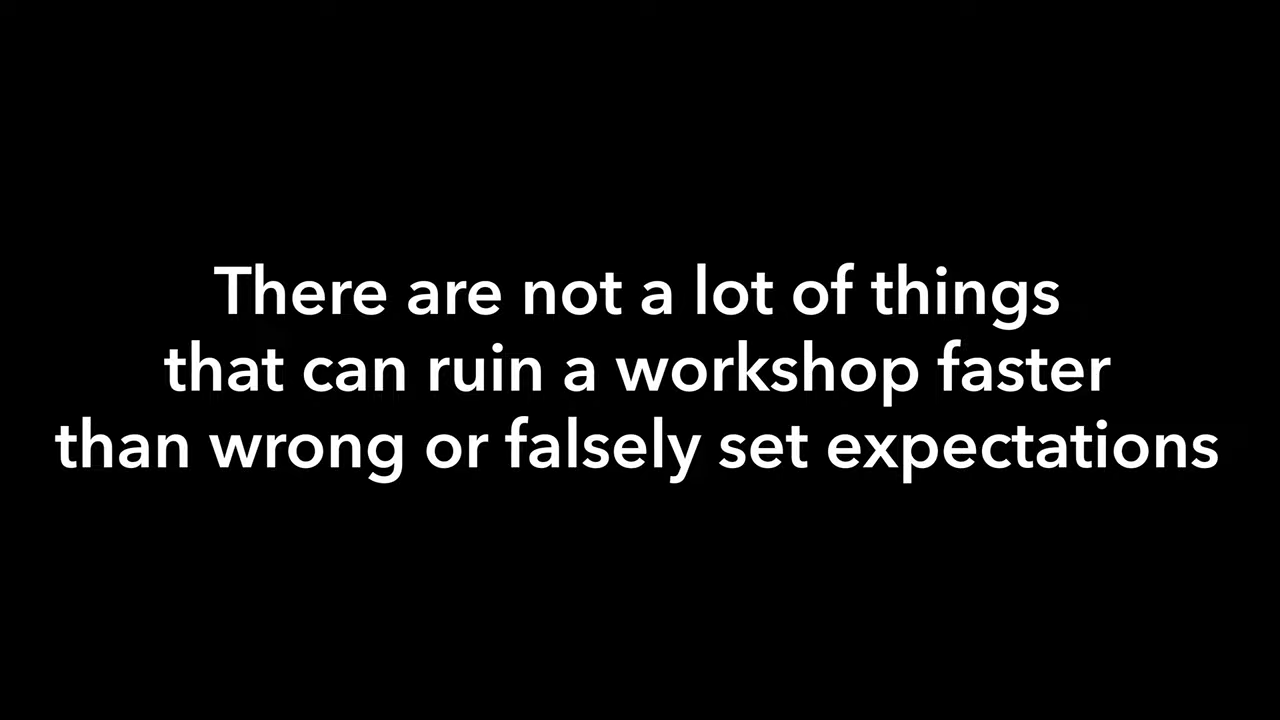 There are not a lot of things
that can ruin a workshop faster
than wrong or falsely set expectations